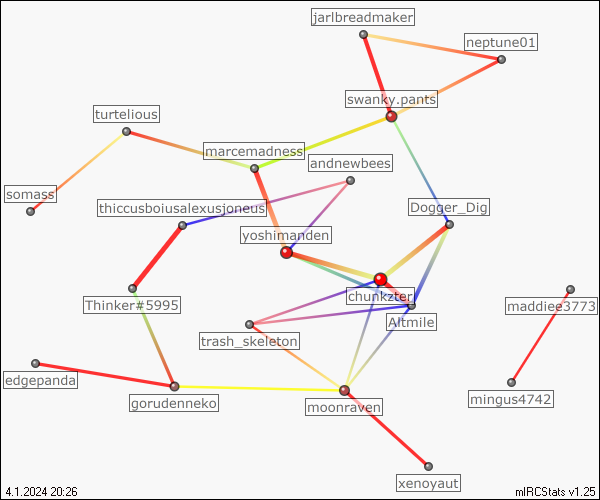 jarlbreadmaker
neptune01
swanky.pants
turtelious
marcemadness
andnewbees
somass
thiccusboiusalexusjoneus
Dogger_Dig
yoshimanden
chunkzter
Thinker#5995
maddiee3773
Altmile
trash_skeleton
edgepanda
mingus4742
gorudenneko
moonraven
xenoyaut
4.1.2024 20:26
mIRCStats v1.25